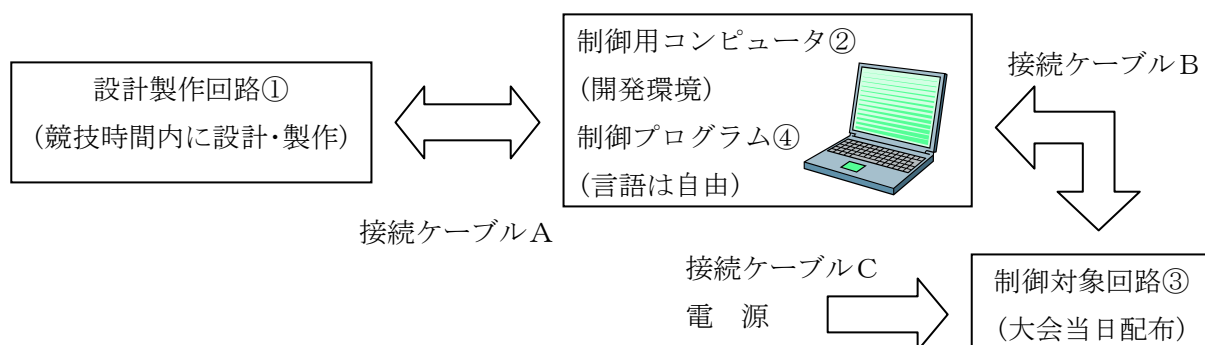 設計製作回路①
(競技時間内に設計・製作)
接続ケーブルA
制御用コンピュータ②
(開発環境)
制御プログラム④
(言語は自由)
接続ケーブルB
接続ケーブルC
電　源
制御対象回路③
(大会当日配布)